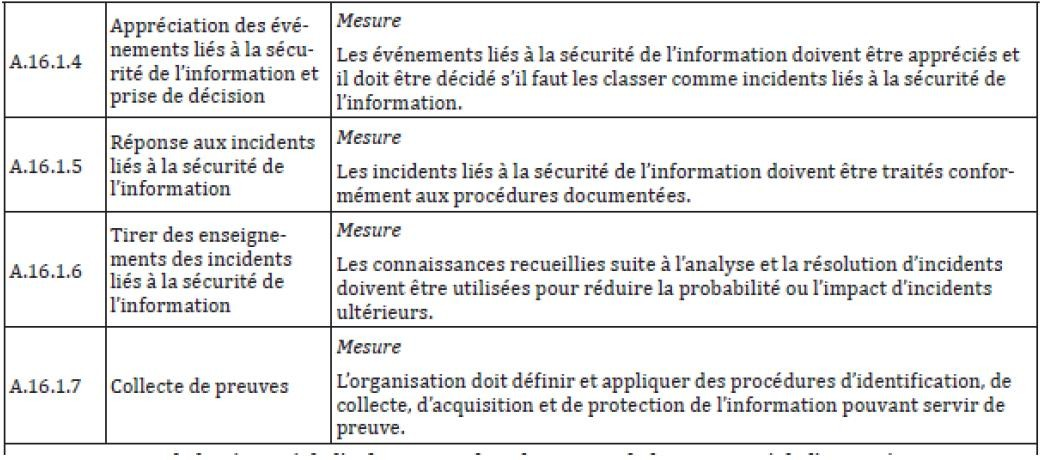 A.16.1.4
Appréciation des évé-
nements liés à la sécu-
rité de l'information et
prise de décision
Mesure
Les événements liés à la sécurité de l'information doivent être appréciés et
il doit être décidé s'il faut les classer comme incidents liés à la sécurité de
l'information.
A.16.1.5
Réponse aux incidents
liés à la sécurité de
l'information
Mesure
Les incidents liés à la sécurité de l'information doivent être traités confor-
mément aux procédures documentées.
A.16.1.6
Tirer des enseigne-
ments des incidents
liés à la sécurité de
l'information
Mesure
Les connaissances recueillies suite à l'analyse et la résolution d'incidents
doivent être utilisées pour réduire la probabilité ou l'impact d'incidents
ultérieurs.
A.16.1.7
Collecte de preuves
Mesure
L'organisation doit définir et appliquer des procédures d'identification, de
collecte, d'acquisition et de protection de l'information pouvant servir de
preuve.